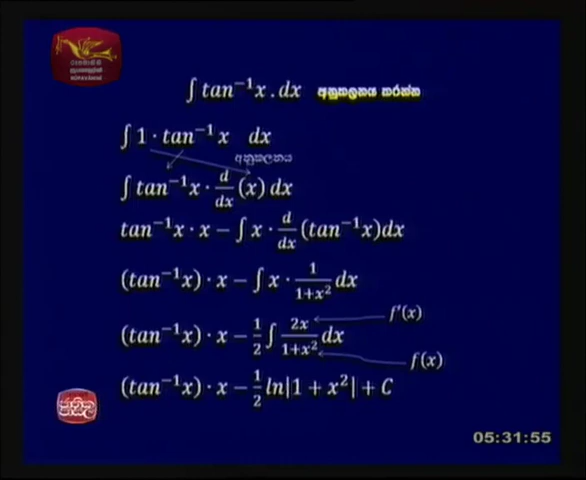 ∫ tan⁻¹x . dx අනුකලනය කරන්න
∫ 1 · tan⁻¹x dx
අනුකලනය
∫ tan⁻¹x · d/dx (x) dx
tan⁻¹x · x − ∫ x · d/dx (tan⁻¹x)dx
(tan⁻¹x) · x − ∫ x · 1/1+x² dx
(tan⁻¹x) · x − 1/2 ∫ 2x/1+x² dx
f′(x)
f(x)
(tan⁻¹x) · x − 1/2 ln|1 + x²| + C
05:31:55